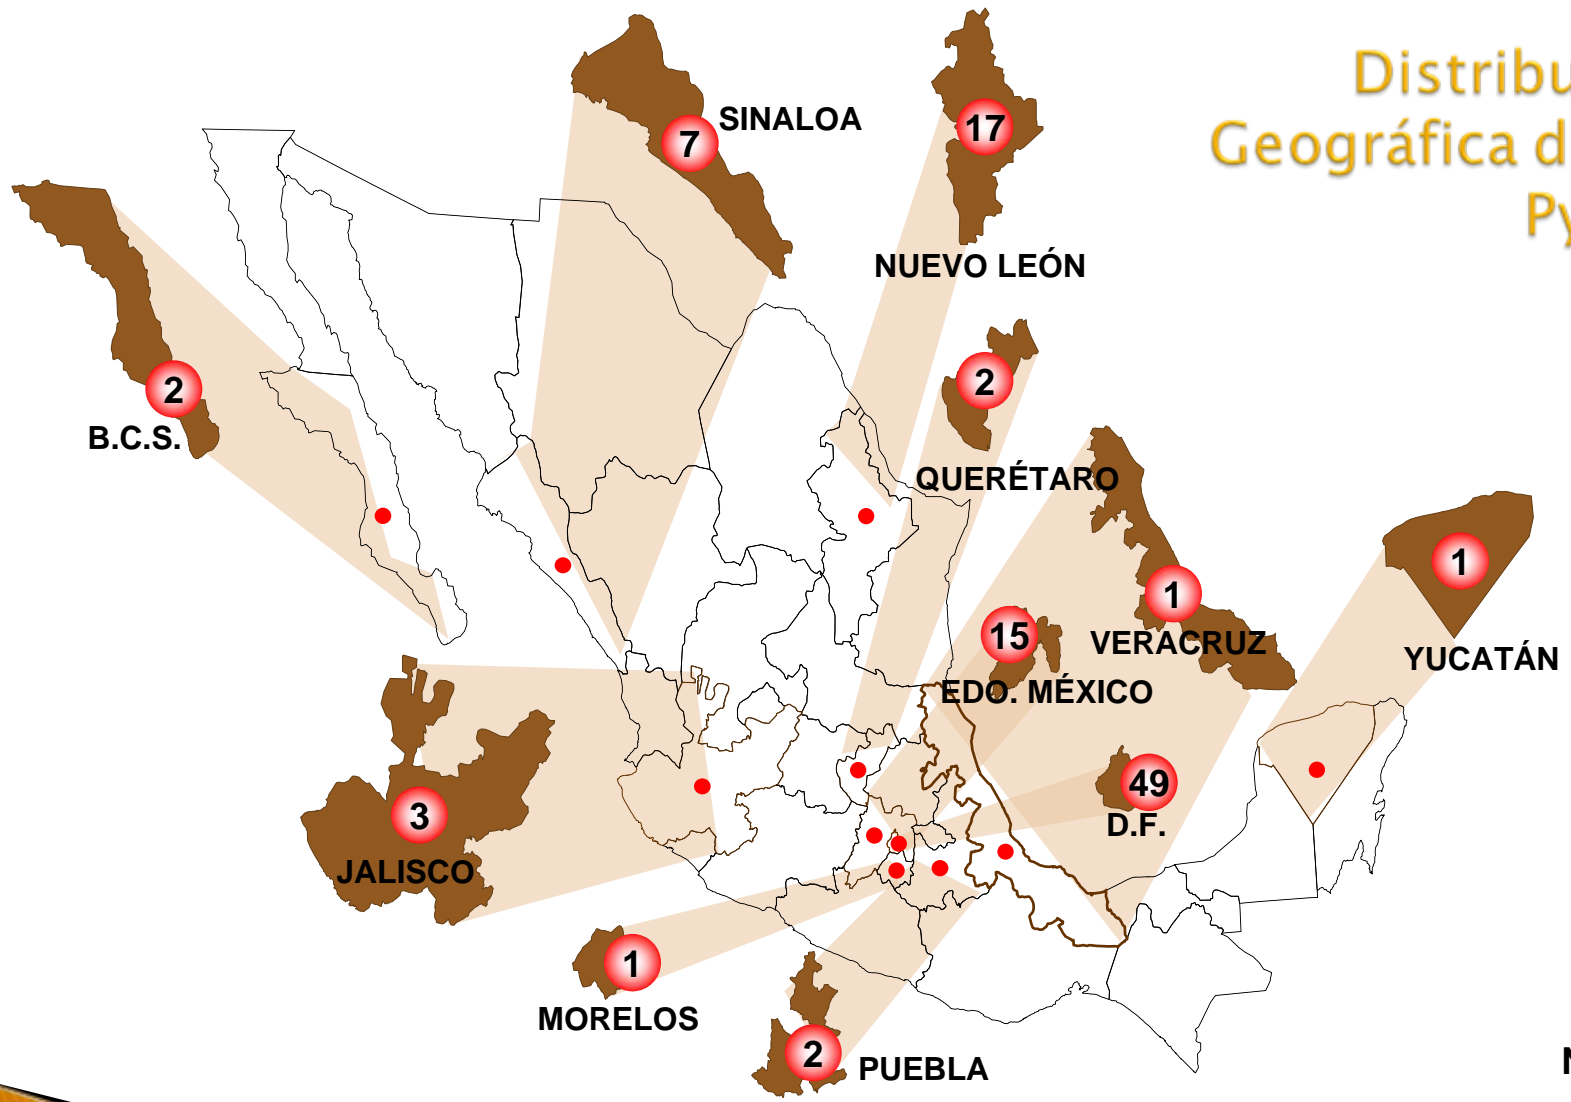 Distribu
Geográfica d
Py
SINALOA
7
17
NUEVO LEÓN
2
B.C.S.
2
QUERÉTARO
1
VERACRUZ
15
EDO. MÉXICO
1
YUCATÁN
49
D.F.
3
JALISCO
1
MORELOS
2
PUEBLA
N